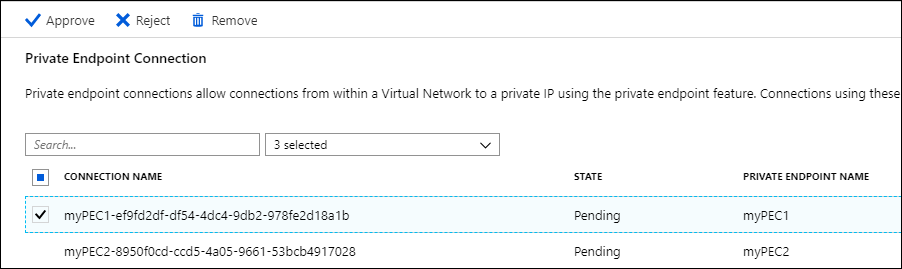 Approve Reject Remove
Private Endpoint Connection
Private endpoint connections allow connections from within a Virtual Network to a private IP using the private endpoint feature. Connections using these
Search... 3 selected
CONNECTION NAME STATE PRIVATE ENDPOINT NAME
myPEC1-ef9fd2df-df54-4dc4-9db2-978fe2d18a1b Pending myPEC1
myPEC2-8950f0cd-ccd5-4a05-9661-53bcb4917028 Pending myPEC2